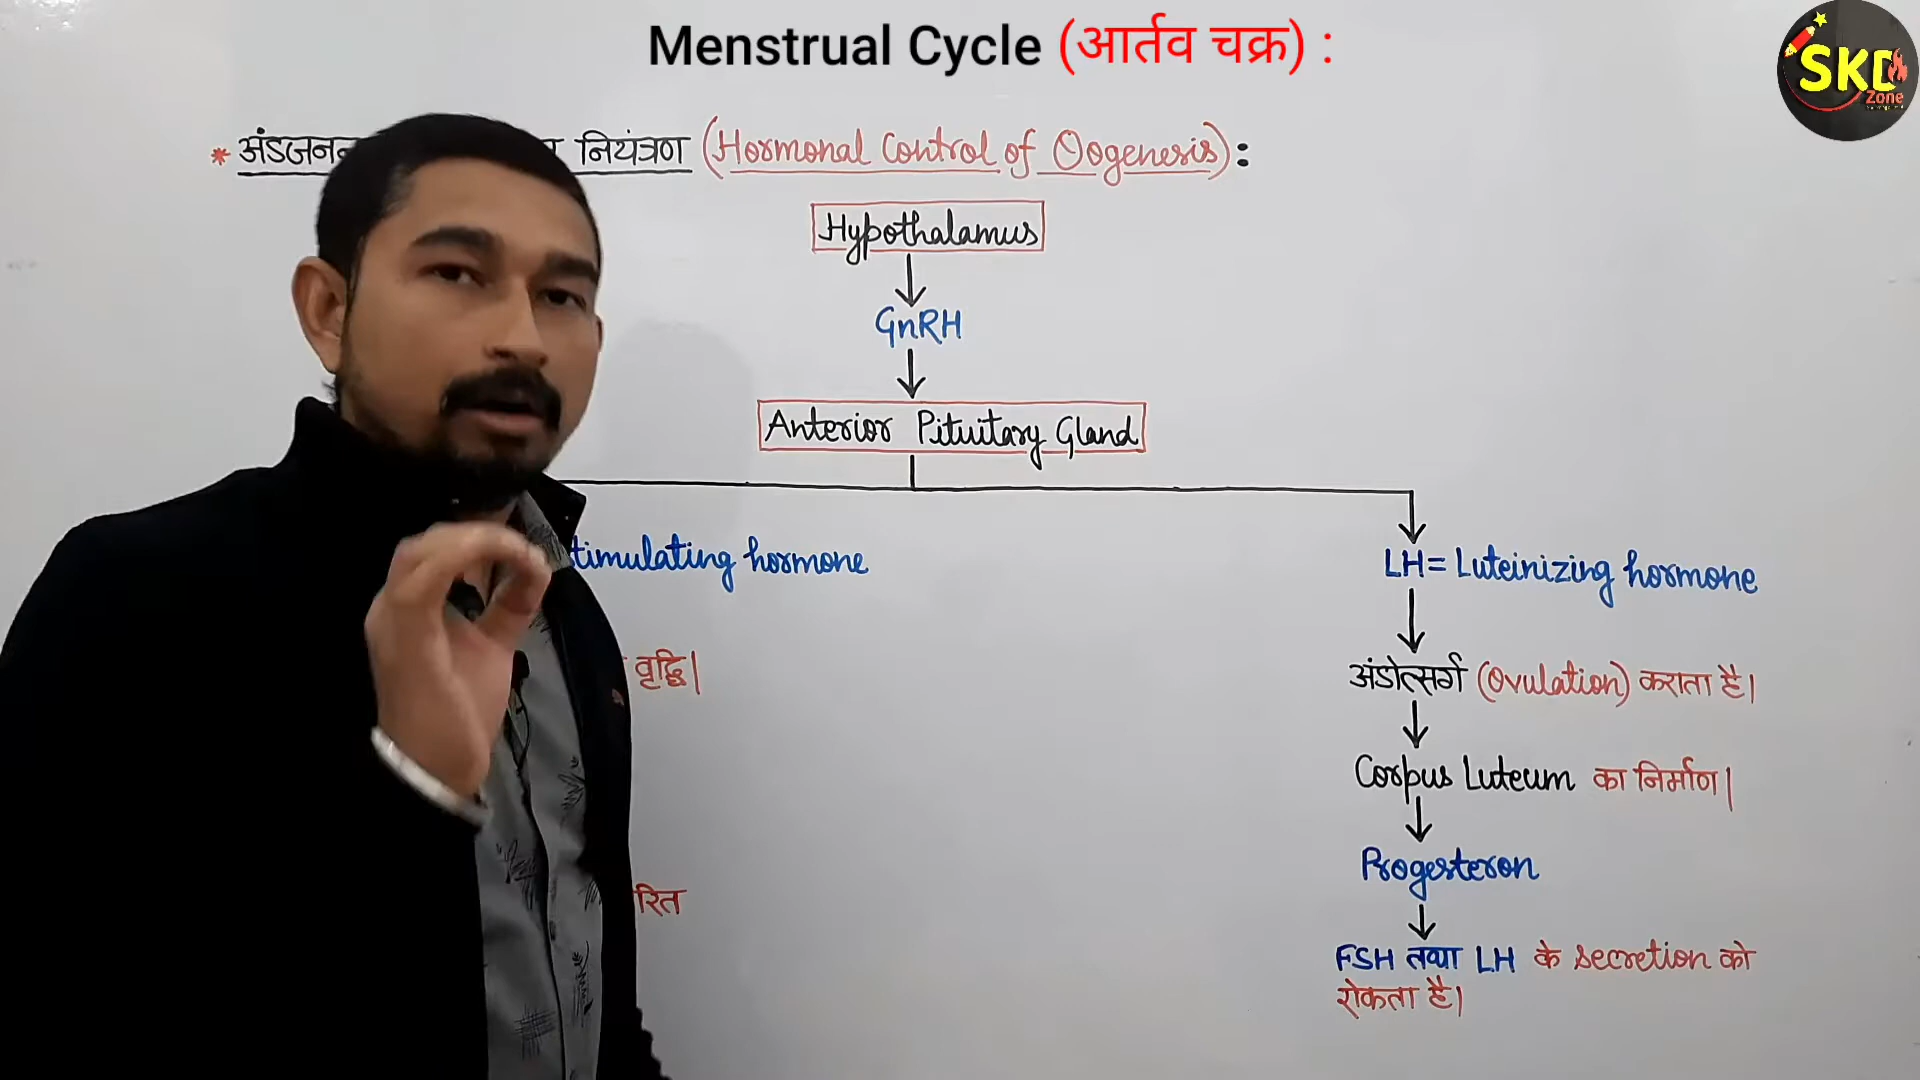 Menstrual Cycle (आर्तव चक्र) :
SKD
Zone
* अंडजनन नियंत्रण (Hormonal Control of Oogenesis):
Hypothalamus
GnRH
Anterior Pituitary Gland
timulating hormone
LH = Luteinizing hormone
वृद्धि|
अंडोत्सर्ग (Ovulation) कराता है|
Corpus Luteum का निर्माण|
Progesteron
रित
FSH तथा LH के secretion को
रोकता है|